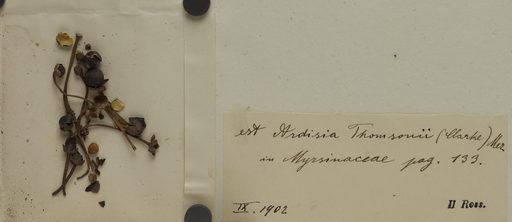 est Ardisia Thomsonii (Clarke) Mez
in Myrsinaceae pag. 133.
IX. 1902
H Ross.